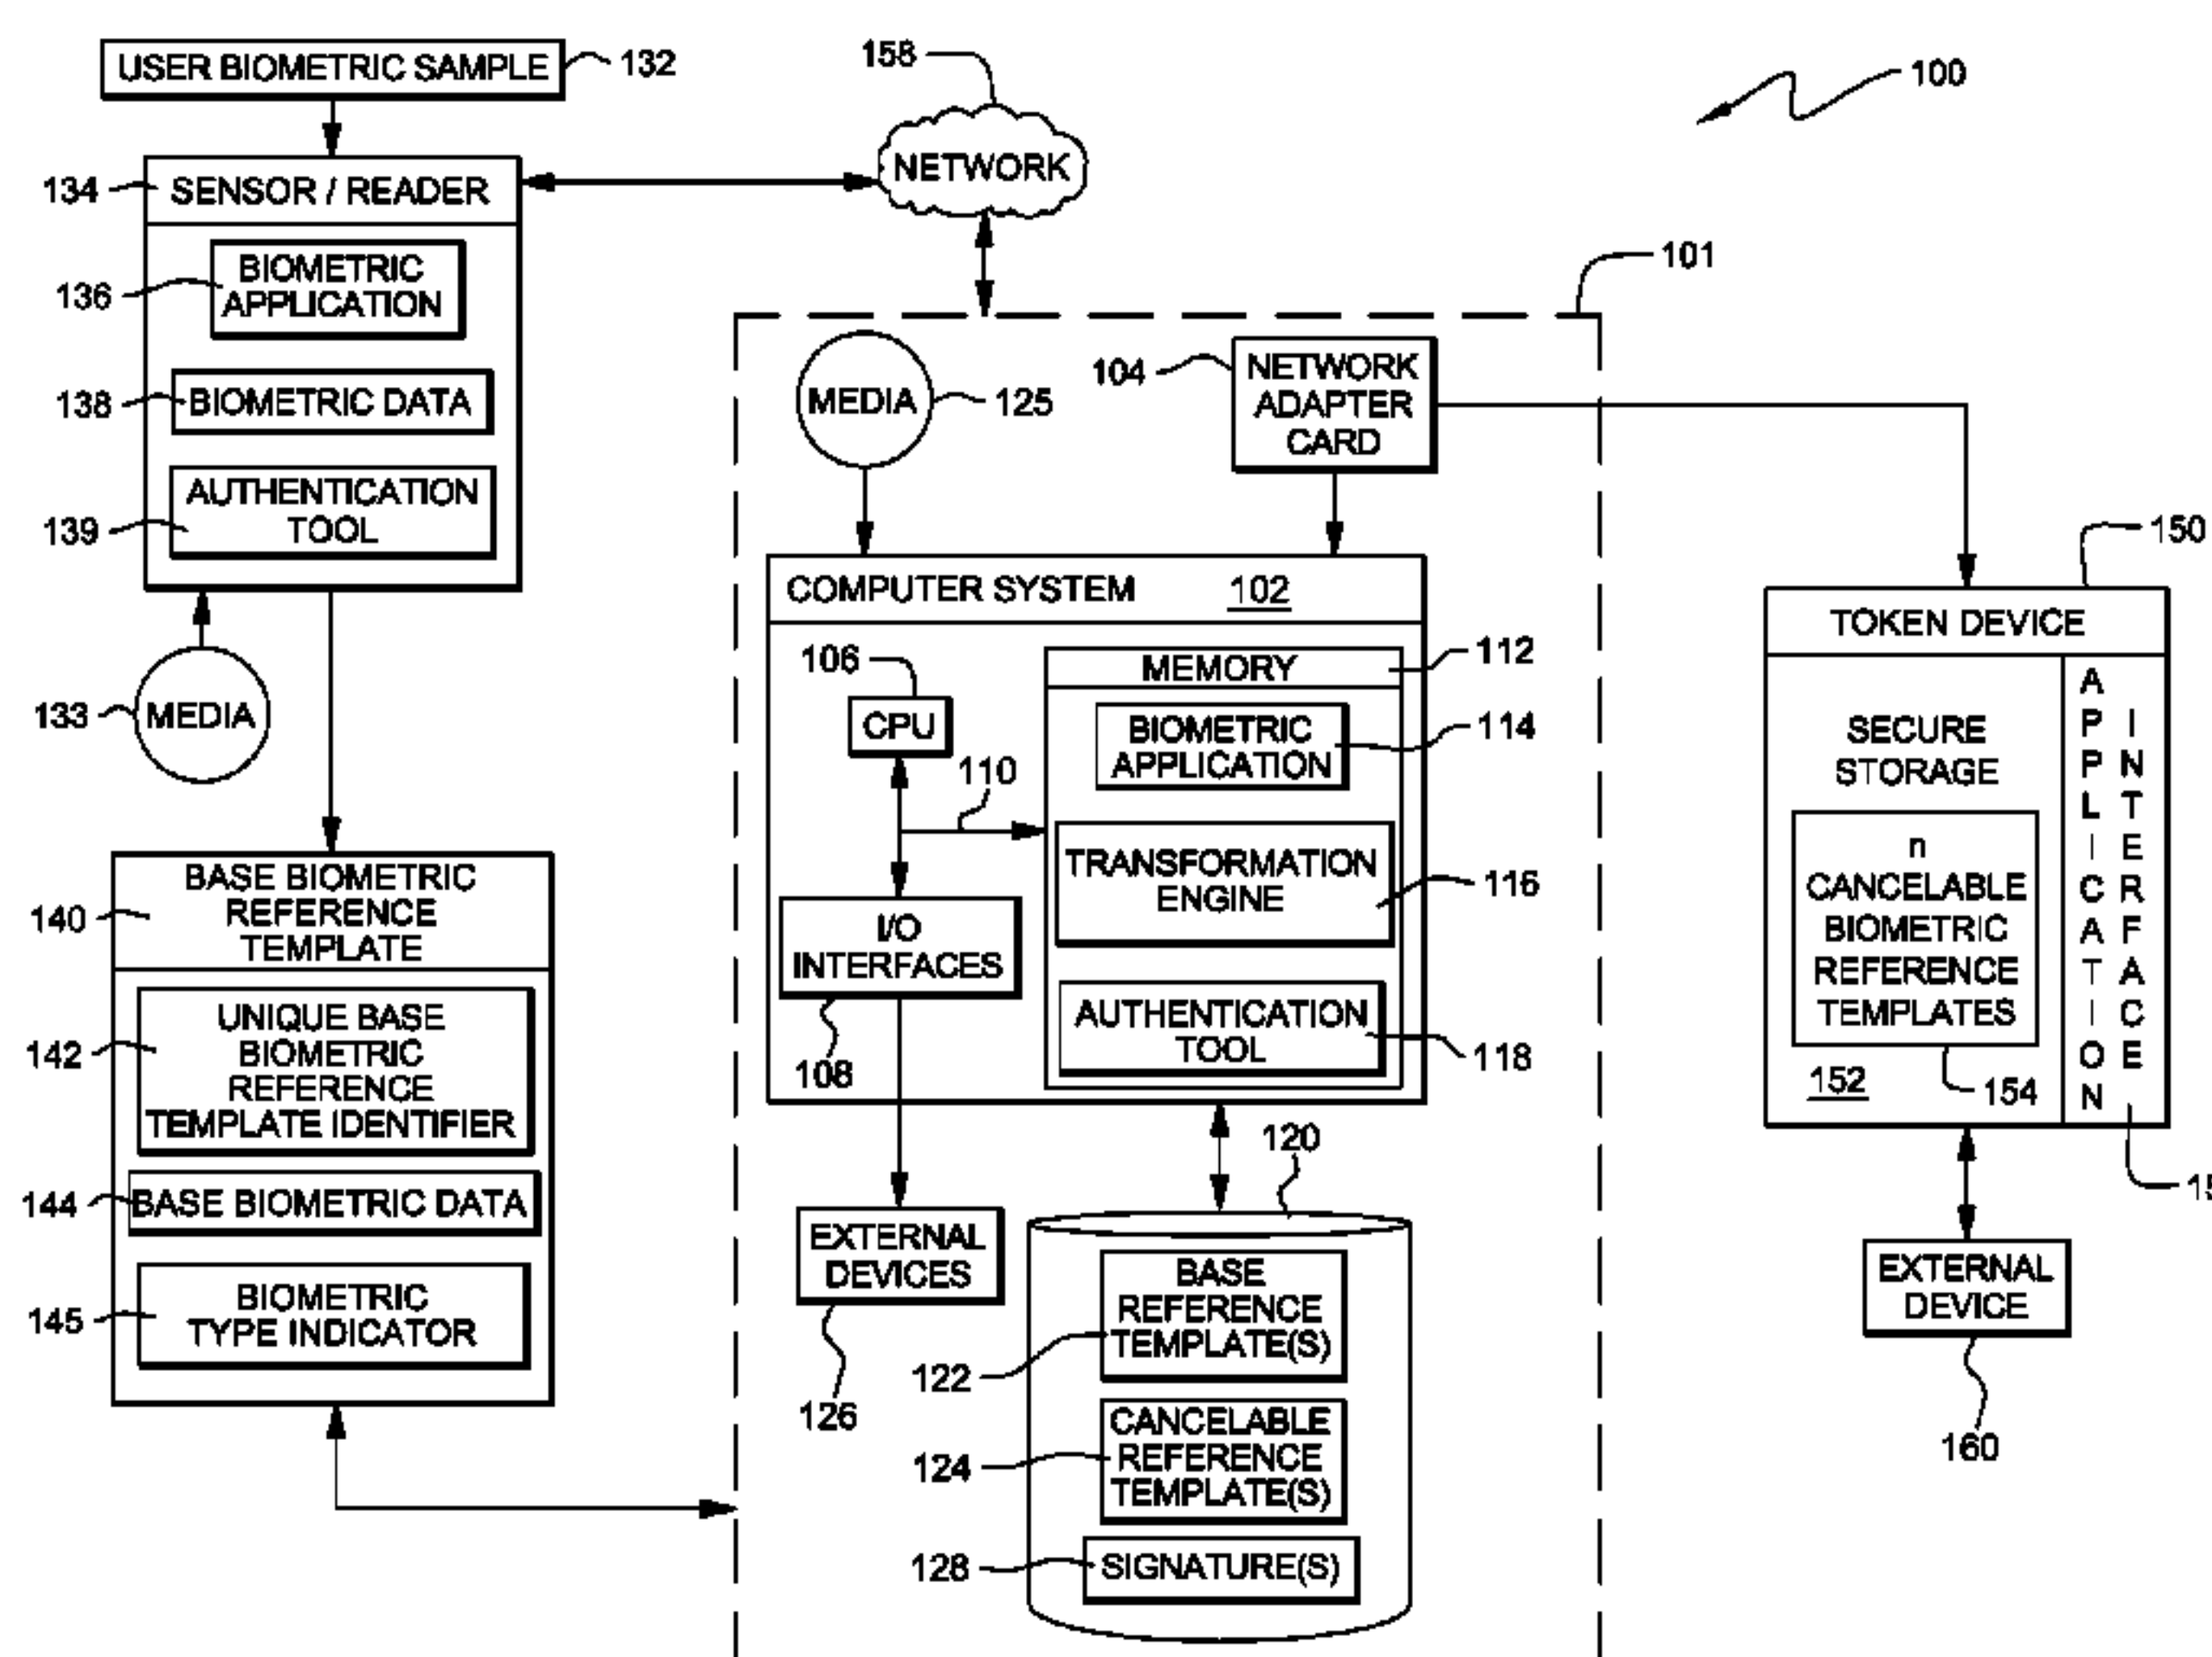 USER BIOMETRIC SAMPLE
132
158
100
NETWORK
134
SENSOR / READER
136
BIOMETRIC
APPLICATION
138
BIOMETRIC DATA
139
AUTHENTICATION
TOOL
133
MEDIA
101
MEDIA
125
104
NETWORK
ADAPTER
CARD
COMPUTER SYSTEM
102
106
CPU
110
I/O
INTERFACES
108
MEMORY
112
BIOMETRIC
APPLICATION
114
TRANSFORMATION
ENGINE
116
AUTHENTICATION
TOOL
118
150
TOKEN DEVICE
SECURE
STORAGE
n
CANCELABLE
BIOMETRIC
REFERENCE
TEMPLATES
152
154
APPLICATION
INTERFACE
140
BASE BIOMETRIC
REFERENCE
TEMPLATE
142
UNIQUE BASE
BIOMETRIC
REFERENCE
TEMPLATE IDENTIFIER
144
BASE BIOMETRIC DATA
145
BIOMETRIC
TYPE INDICATOR
EXTERNAL
DEVICES
126
120
BASE
REFERENCE
TEMPLATE(S)
122
CANCELABLE
REFERENCE
TEMPLATE(S)
124
128
SIGNATURE(S)
EXTERNAL
DEVICE
160